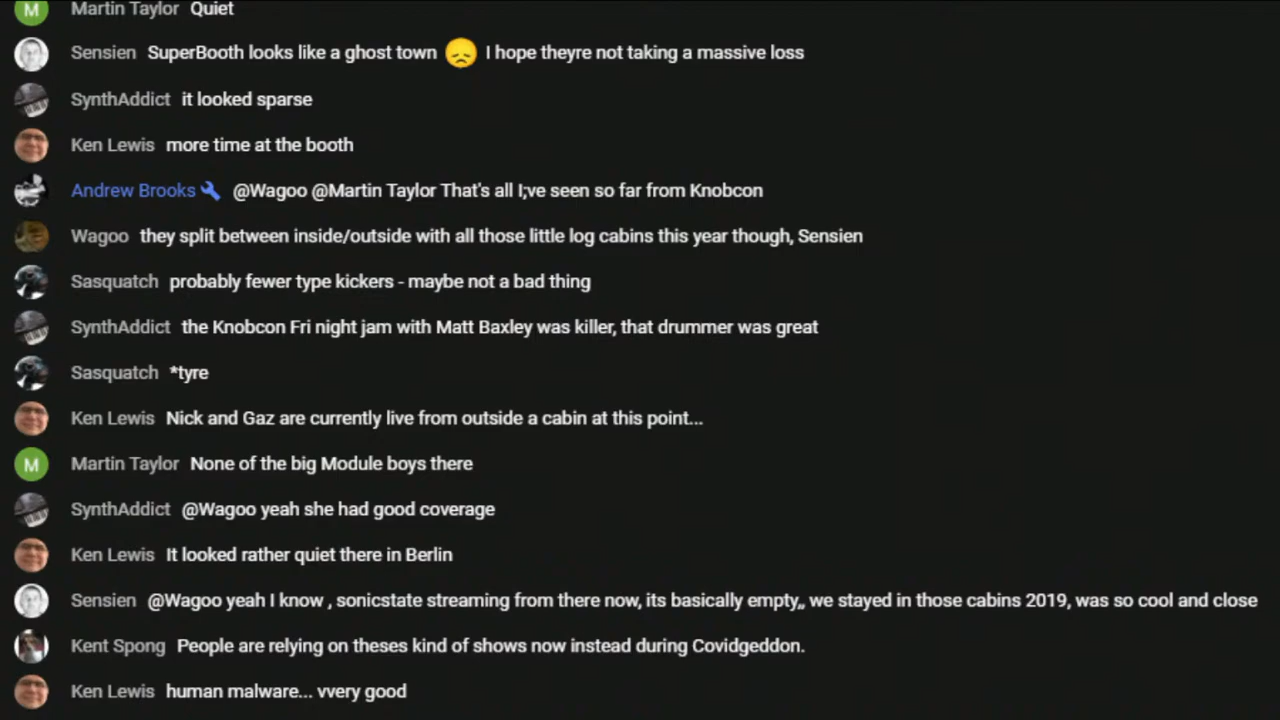 Martin Taylor Quiet
Sensien SuperBooth looks like a ghost town 😞 I hope theyre not taking a massive loss
SynthAddict it looked sparse
Ken Lewis more time at the booth
Andrew Brooks @Wagoo @Martin Taylor That's all I;ve seen so far from Knobcon
Wagoo they split between inside/outside with all those little log cabins this year though, Sensien
Sasquatch probably fewer type kickers - maybe not a bad thing
SynthAddict the Knobcon Fri night jam with Matt Baxley was killer, that drummer was great
Sasquatch *tyre
Ken Lewis Nick and Gaz are currently live from outside a cabin at this point...
M Martin Taylor None of the big Module boys there
SynthAddict @Wagoo yeah she had good coverage
Ken Lewis It looked rather quiet there in Berlin
Sensien @Wagoo yeah I know , sonicstate streaming from there now, its basically empty,, we stayed in those cabins 2019, was so cool and close
Kent Spong People are relying on theses kind of shows now instead during Covidgeddon.
Ken Lewis human malware... vvery good